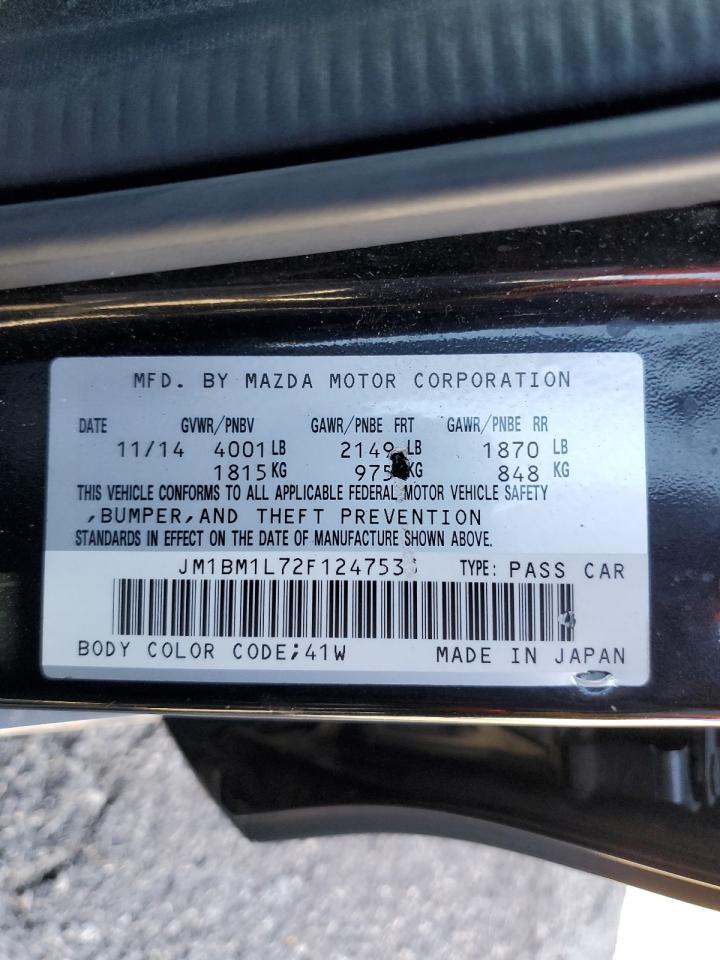 MFD. BY MAZDA MOTOR CORPORATION
DATE GVWR/PNBV GAWR/PNBE FRT GAWR/PNBE RR
11/14 4001 LB 2149 LB 1870 LB
1815 KG 975 KG 848 KG
THIS VEHICLE CONFORMS TO ALL APPLICABLE FEDERAL MOTOR VEHICLE SAFETY
,BUMPER,AND THEFT PREVENTION
STANDARDS IN EFFECT ON THE DATE OF MANUFACTURE SHOWN ABOVE.
JM1BM1L72F124753 TYPE: PASS CAR
BODY COLOR CODE;41W MADE IN JAPAN